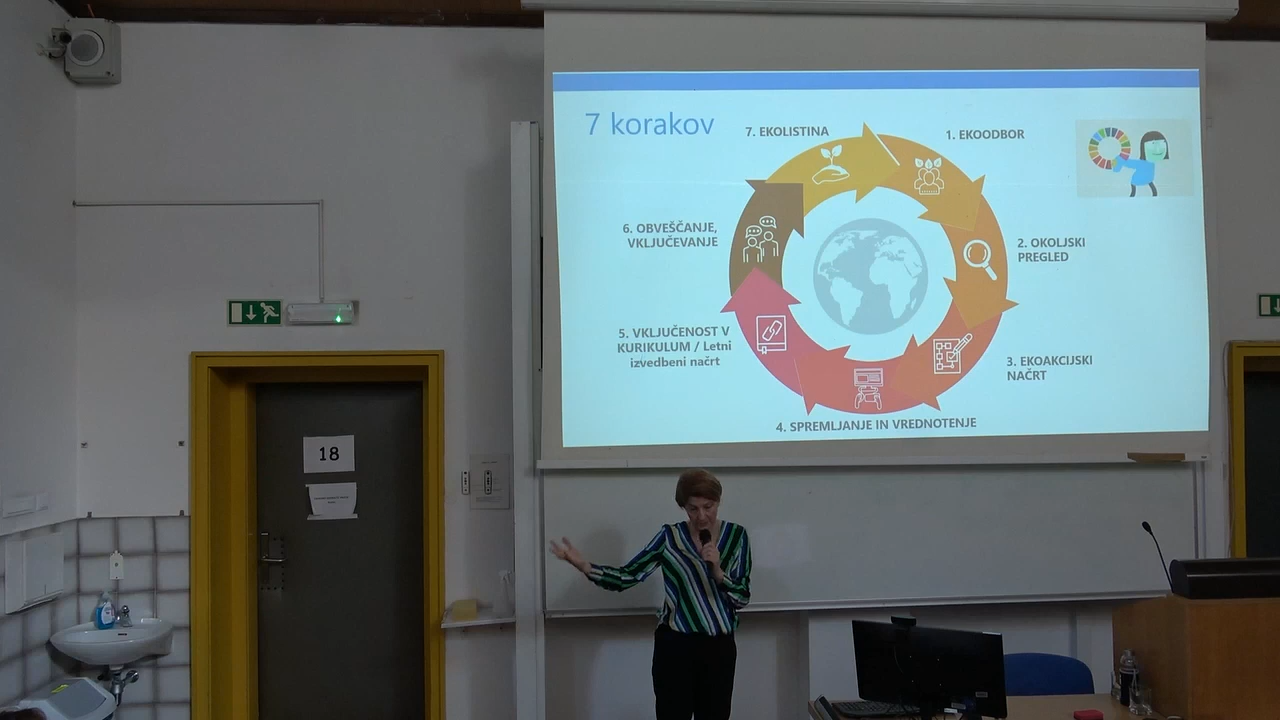 7 korakov
7. EKOLISTINA
1. EKOODBOR
6. OBVEŠČANJE,
VKLJUČEVANJE
2. OKOLJSKI
PREGLED
5. VKLJUČENOST V
KURIKULUM / Letni
izvedbeni načrt
3. EKOAKCIJSKI
NAČRT
4. SPREMLJANJE IN VREDNOTENJE
18